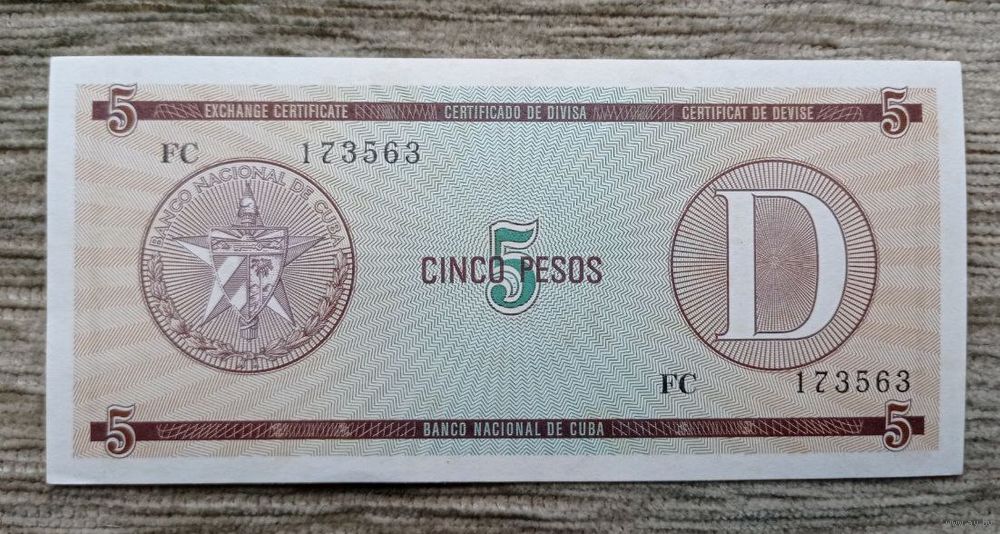 5 EXCHANGE CERTIFICATE CERTIFICADO DE DIVISA CERTIFICAT DE DEVISE 5
FC 173563
BANCO NACIONAL DE CUBA
D
5
CINCO PESOS
FC 173563
5 BANCO NACIONAL DE CUBA 5